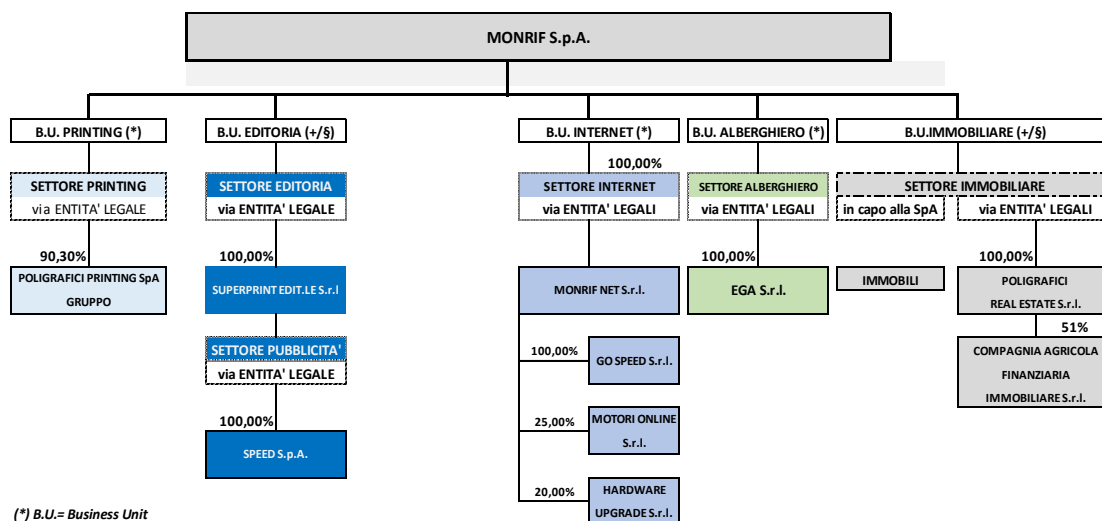 MONRIF S.p.A.
B.U. PRINTING (*)
B.U. EDITORIA (+/§)
B.U. INTERNET (*)
B.U. ALBERGHIERO (*)
B.U.IMMOBILIARE (+/§)
100,00%
SETTORE PRINTING
via ENTITA' LEGALE
SETTORE EDITORIA
via ENTITA' LEGALE
SETTORE INTERNET
via ENTITA' LEGALI
SETTORE ALBERGHIERO
via ENTITA' LEGALI
SETTORE IMMOBILIARE
in capo alla SpA
via ENTITA' LEGALI
90,30%
100,00%
100,00%
100,00%
POLIGRAFICI PRINTING SpA
GRUPPO
SUPERPRINT EDIT.LE S.r.l
MONRIF NET S.r.l.
EGA S.r.l.
IMMOBILI
POLIGRAFICI
REAL ESTATE S.r.l.
51%
SETTORE PUBBLICITA'
via ENTITA' LEGALE
100,00%
GO SPEED S.r.l.
COMPAGNIA AGRICOLA
FINANZIARIA
IMMOBILIARE S.r.l.
100,00%
SPEED S.p.A.
25,00%
MOTORI ONLINE
S.r.l.
20,00%
HARDWARE
UPGRADE S.r.l.
(*) B.U.= Business Unit